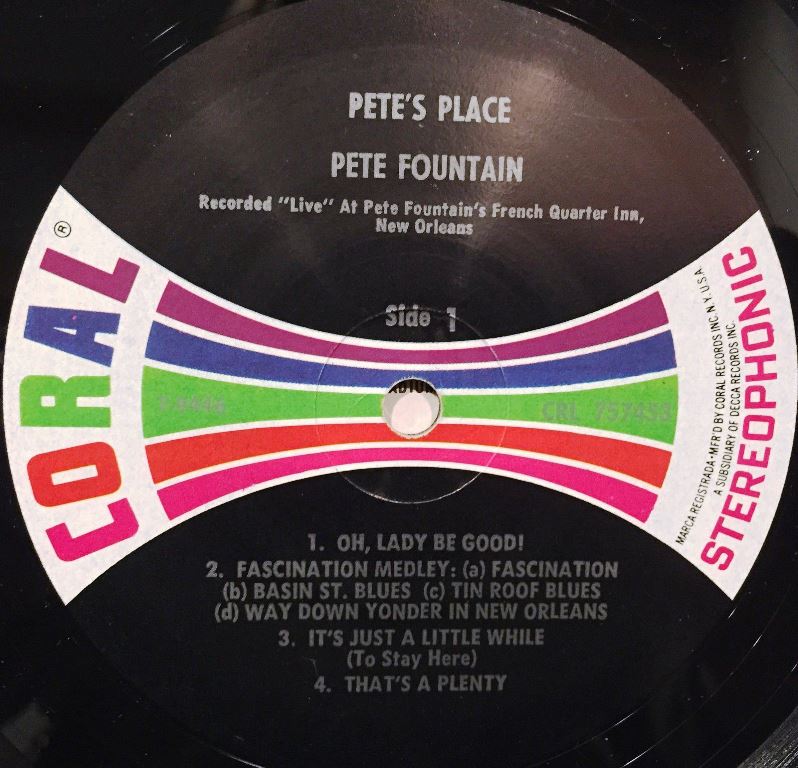 PETE'S PLACE
PETE FOUNTAIN
Recorded "Live" At Pete Fountain's French Quarter Inn,
New Orleans
Side 1
CORAL®
CRL 757453
MARCA REGISTRADA • MFR'D BY CORAL RECORDS INC. N.Y. U.S.A.
A SUBSIDIARY OF DECCA RECORDS INC.
STEREOPHONIC
1. OH, LADY BE GOOD!
2. FASCINATION MEDLEY: (a) FASCINATION
(b) BASIN ST. BLUES (c) TIN ROOF BLUES
(d) WAY DOWN YONDER IN NEW ORLEANS
3. IT'S JUST A LITTLE WHILE
(To Stay Here)
4. THAT'S A PLENTY